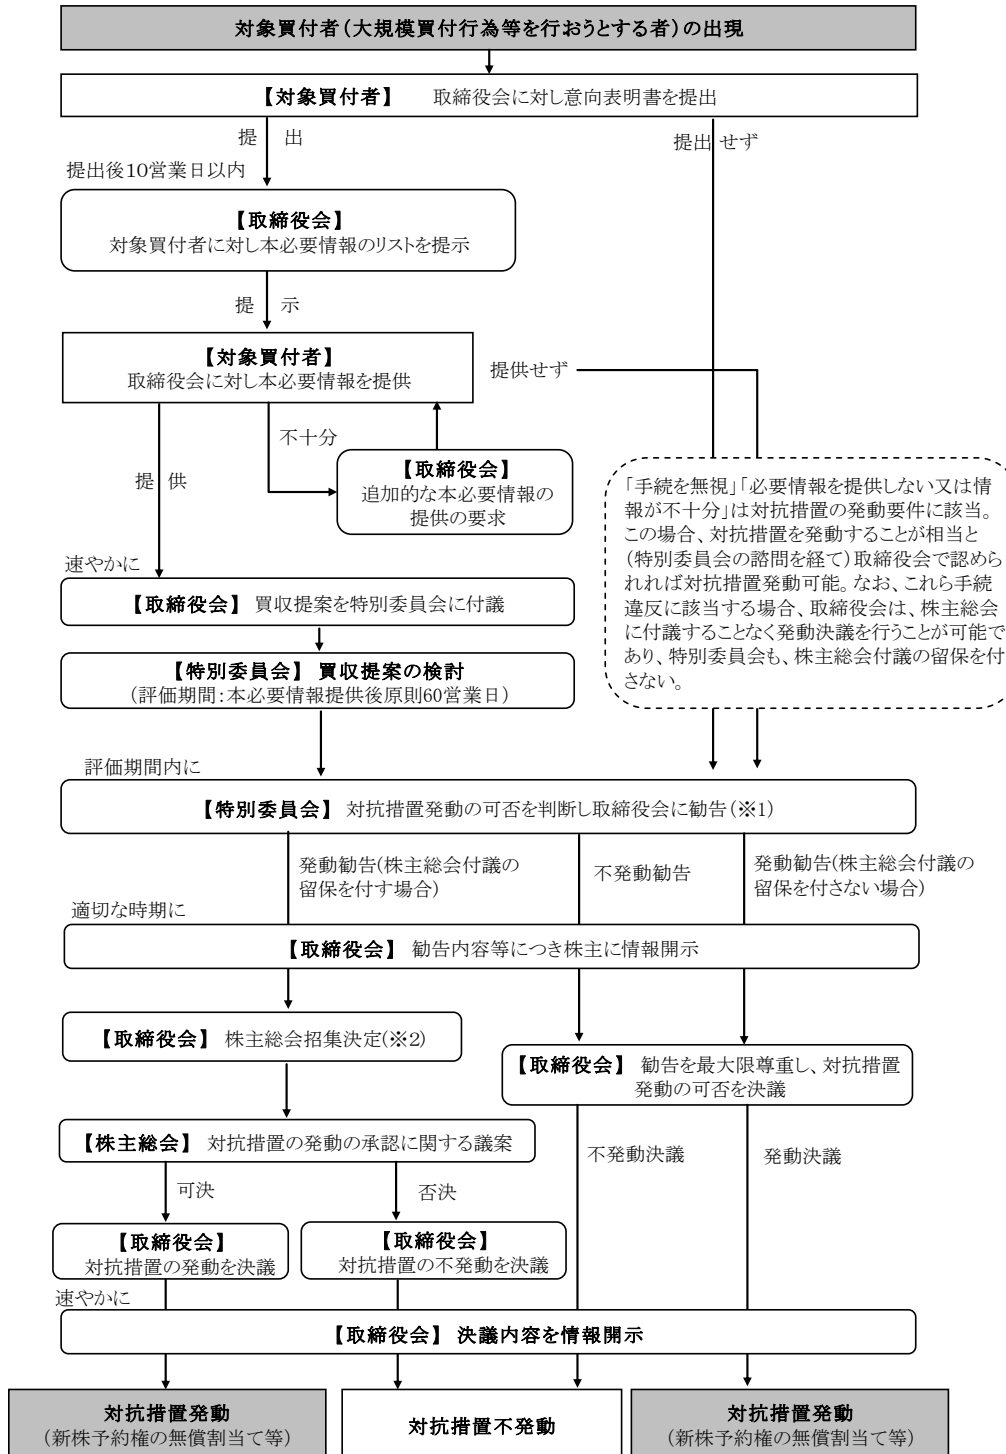 対象買付者（大規模買付行為等を行おうとする者）の出現
【対象買付者】 取締役会に対し意向表明書を提出
提 出
提出せず
提出後10営業日以内
【取締役会】
対象買付者に対し本必要情報のリストを提示
提 示
【対象買付者】
取締役会に対し本必要情報を提供
提供せず
不十分
【取締役会】
追加的な本必要情報の
提供の要求
提 供
「手続を無視」「必要情報を提供しない又は情
報が不十分」は対抗措置の発動要件に該当。
この場合、対抗措置を発動することが相当と
（特別委員会の諮問を経て）取締役会で認めら
れれば対抗措置発動可能。なお、これら手続
違反に該当する場合、取締役会は、株主総会
に付議することなく発動決議を行うことが可能で
あり、特別委員会も、株主総会付議の留保を付
さない。
速やかに
【取締役会】 買収提案を特別委員会に付議
【特別委員会】 買収提案の検討
（評価期間：本必要情報提供後原則60営業日）
評価期間内に
【特別委員会】 対抗措置発動の可否を判断し取締役会に勧告（※1）
発動勧告(株主総会付議の
留保を付す場合)
不発動勧告
発動勧告(株主総会付議の
留保を付さない場合)
適切な時期に
【取締役会】 勧告内容等につき株主に情報開示
【取締役会】 株主総会招集決定(※2)
【取締役会】 勧告を最大限尊重し、対抗措置
発動の可否を決議
【株主総会】 対抗措置の発動の承認に関する議案
不発動決議
発動決議
可決
否決
【取締役会】
対抗措置の発動を決議
【取締役会】
対抗措置の不発動を決議
速やかに
【取締役会】 決議内容を情報開示
対抗措置発動
（新株予約権の無償割当て等）
対抗措置不発動
対抗措置発動
（新株予約権の無償割当て等）